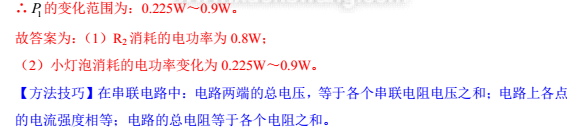 ∴ P₁的变化范围为：0.225W～0.9W。
故答案为：（1）R₂消耗的电功率为 0.8W；
（2）小灯泡消耗的电功率变化为 0.225W～0.9W。
【方法技巧】在串联电路中：电路两端的总电压，等于各个串联电阻电压之和；电路上各点
的电流强度相等；电路的总电阻等于各个电阻之和。